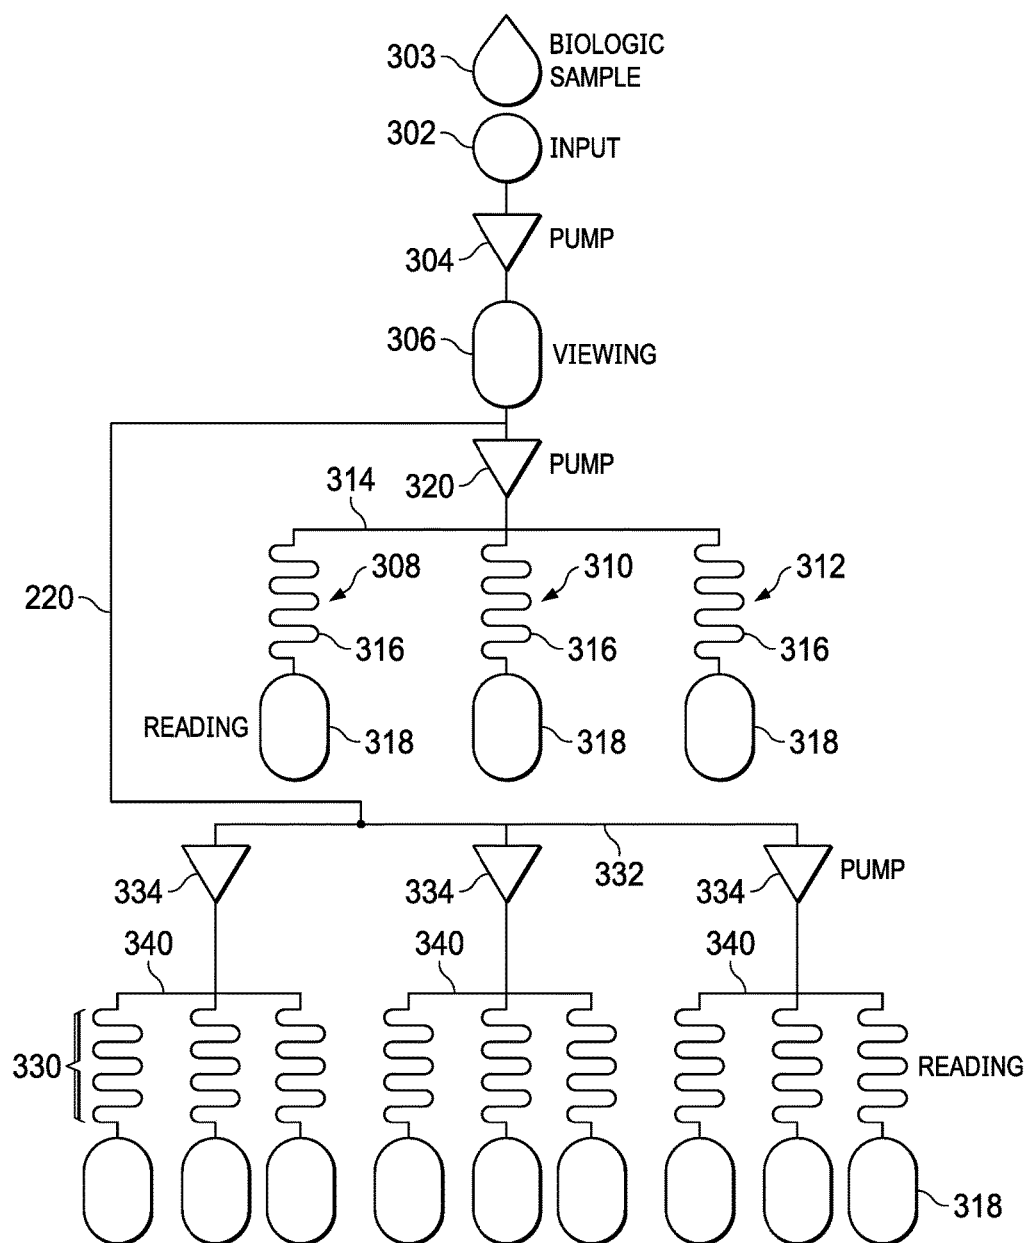 303 BIOLOGIC
SAMPLE
302 INPUT
PUMP
304
306 VIEWING
PUMP
320
314
308 310 312
220
316 316 316
READING 318 318 318
332
334 334 334 PUMP
340 340 340
330 READING
318